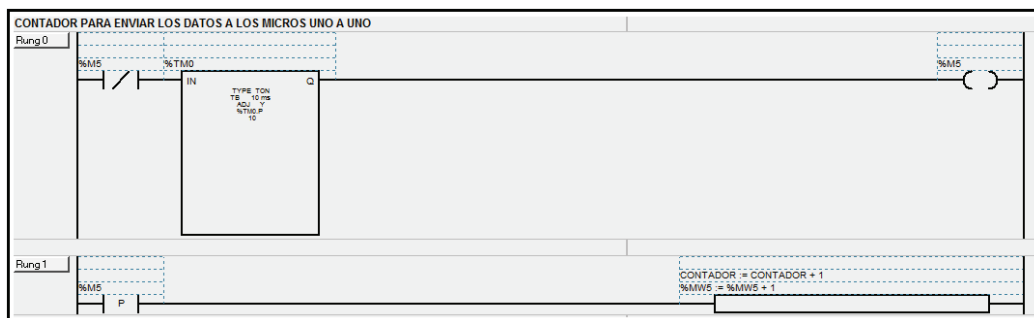 CONTADOR PARA ENVIAR LOS DATOS A LOS MICROS UNO A UNO
Rung 0
%M5 %TM0 %M5
IN Q
TYPE TON
TB 10 ms
ADJ Y
%TM0.P
10
Rung 1
CONTADOR := CONTADOR + 1
%M5 %MW5 := %MW5 + 1
P